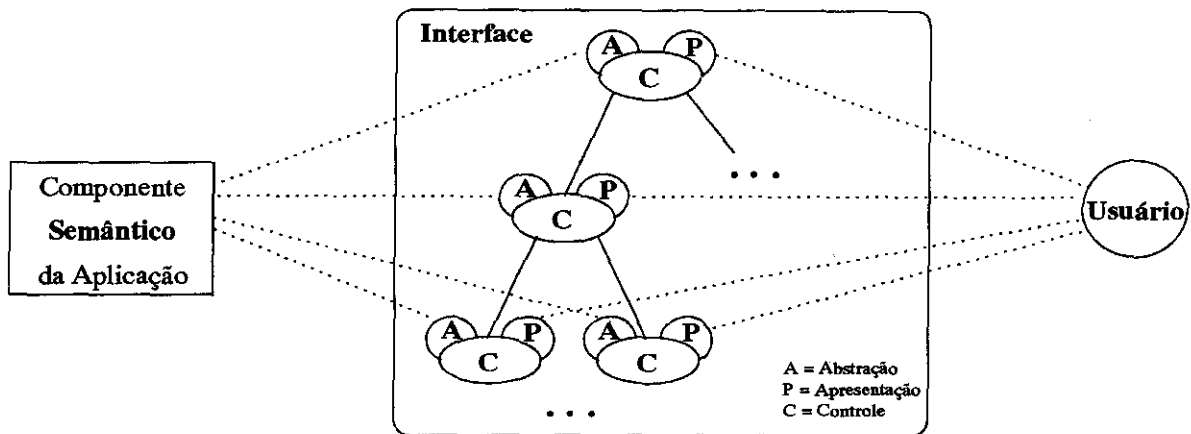 Interface
A P
C
. . .
Componente
Semântico
da Aplicação
A P
C
Usuário
A P
C
A P
C
A = Abstração
P = Apresentação
C = Controle
. . .